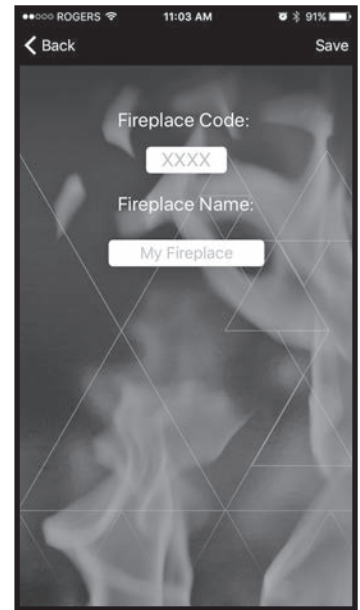 ROGERS 11:03 AM 91%
Back Save
Fireplace Code:
XXXX
Fireplace Name:
My Fireplace